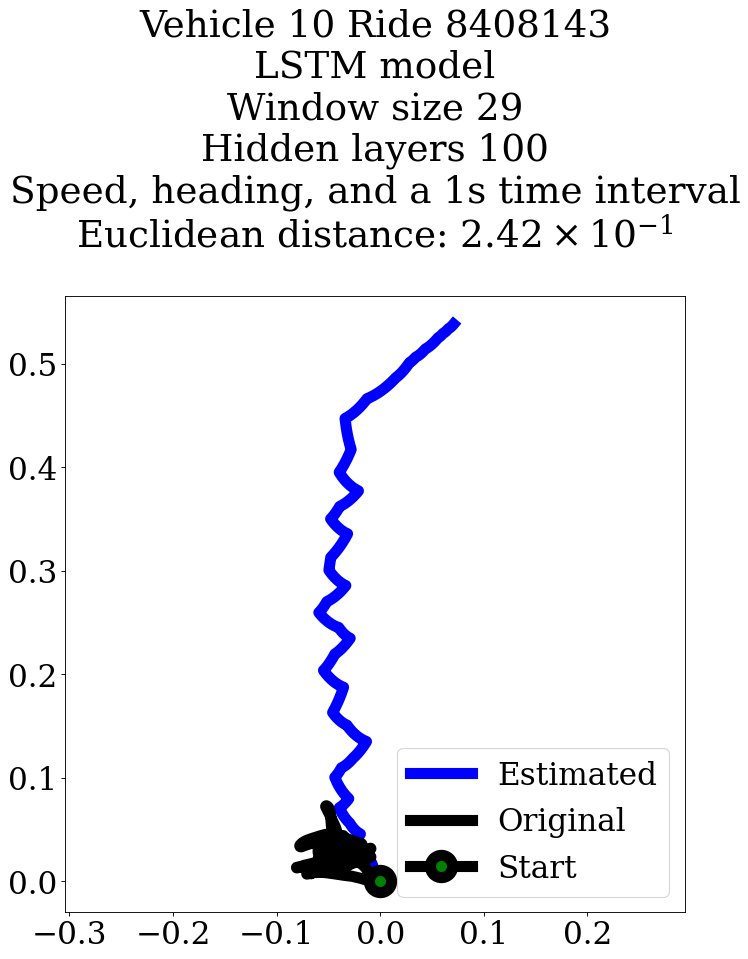 Vehicle 10 Ride 8408143
LSTM model
Window size 29
Hidden layers 100
Speed, heading, and a 1s time interval
Euclidean distance: 2.42 × 10⁻¹
0.5
0.4
0.3
0.2
0.1
0.0
Estimated
Original
Start
−0.3 −0.2 −0.1 0.0 0.1 0.2